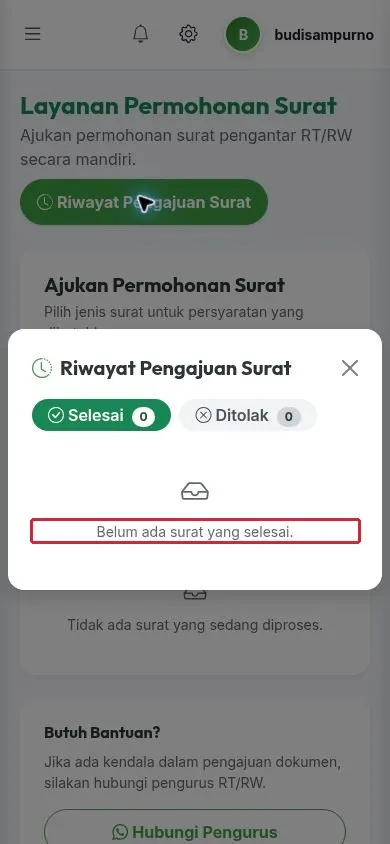 B
budisampurno
Layanan Permohonan Surat
Ajukan permohonan surat pengantar RT/RW
secara mandiri.
Riwayat Pengajuan Surat
Ajukan Permohonan Surat
Pilih jenis surat untuk persyaratan yang
Riwayat Pengajuan Surat
Selesai 0
Ditolak 0
Belum ada surat yang selesai.
Tidak ada surat yang sedang diproses.
Butuh Bantuan?
Jika ada kendala dalam pengajuan dokumen,
silakan hubungi pengurus RT/RW.
Hubungi Pengurus